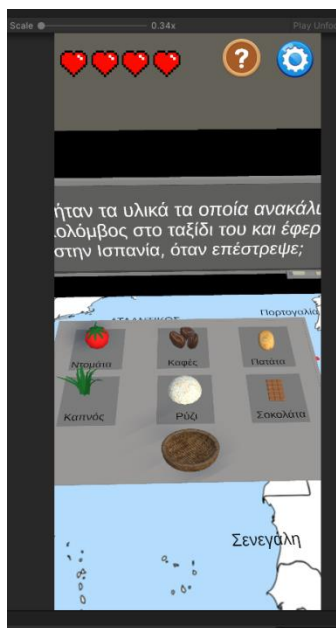 Scale 0.34x Play Unfo
?
ήταν τα υλικά τα οποία ανακάλυ
ολόμβος στο ταξίδι του και έφερ
στην Ισπανία, όταν επέστρεψε;
Πορτογαλία
Ντομάτα Καφές Πατάτα
Καπνός Ρύζι Σοκολάτα
Σενεγάλη